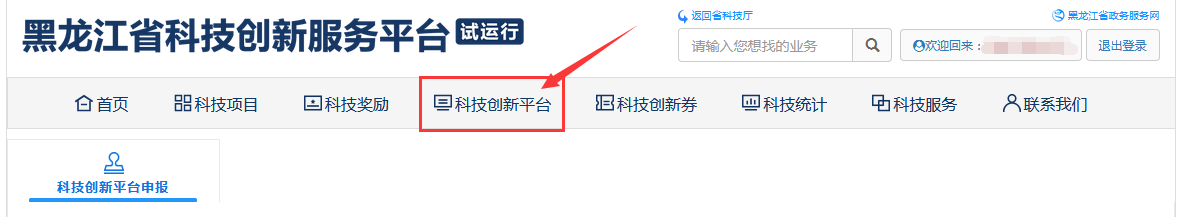 返回省科技厅
黑龙江省政务服务网
黑龙江省科技创新服务平台 试运行
请输入您想找的业务
欢迎回来：
退出登录
首页 科技项目 科技奖励 科技创新平台 科技创新券 科技统计 科技服务 联系我们
科技创新平台申报